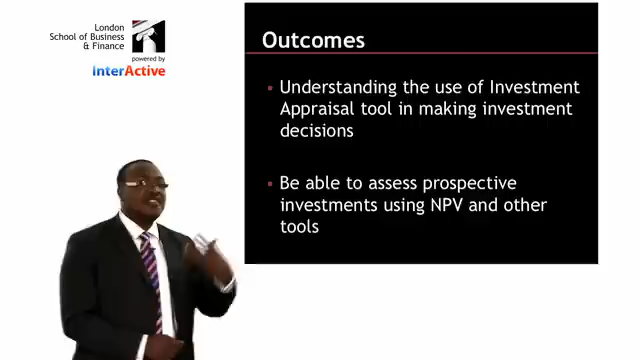 London
School of Business
& Finance
powered by
InterActive
Outcomes
• Understanding the use of Investment
Appraisal tool in making investment
decisions
• Be able to assess prospective
investments using NPV and other
tools